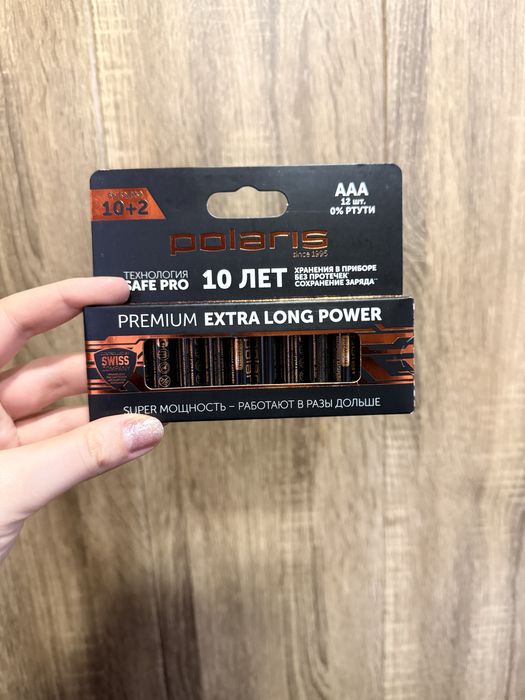 10+2
AAA
12 шт.
0% РТУТИ
polaris
since 1995
ТЕХНОЛОГИЯ
SAFE PRO
10 ЛЕТ
ХРАНЕНИЯ В ПРИБОРЕ
БЕЗ ПРОТЕЧЕК*
СОХРАНЕНИЕ ЗАРЯДА**
PREMIUM EXTRA LONG POWER
SWISS
COMPANY
SUPER МОЩНОСТЬ – РАБОТАЮТ В РАЗЫ ДОЛЬШЕ